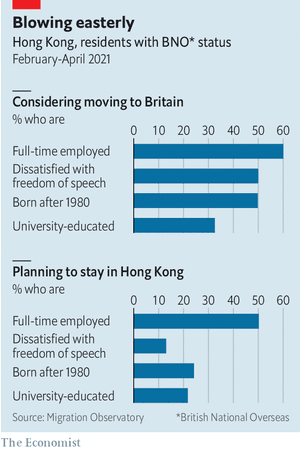 Blowing easterly
Hong Kong, residents with BNO* status
February-April 2021
Considering moving to Britain
% who are
0 10 20 30 40 50 60
Full-time employed
Dissatisfied with
freedom of speech
Born after 1980
University-educated
Planning to stay in Hong Kong
% who are
0 10 20 30 40 50 60
Full-time employed
Dissatisfied with
freedom of speech
Born after 1980
University-educated
Source: Migration Observatory *British National Overseas
The Economist